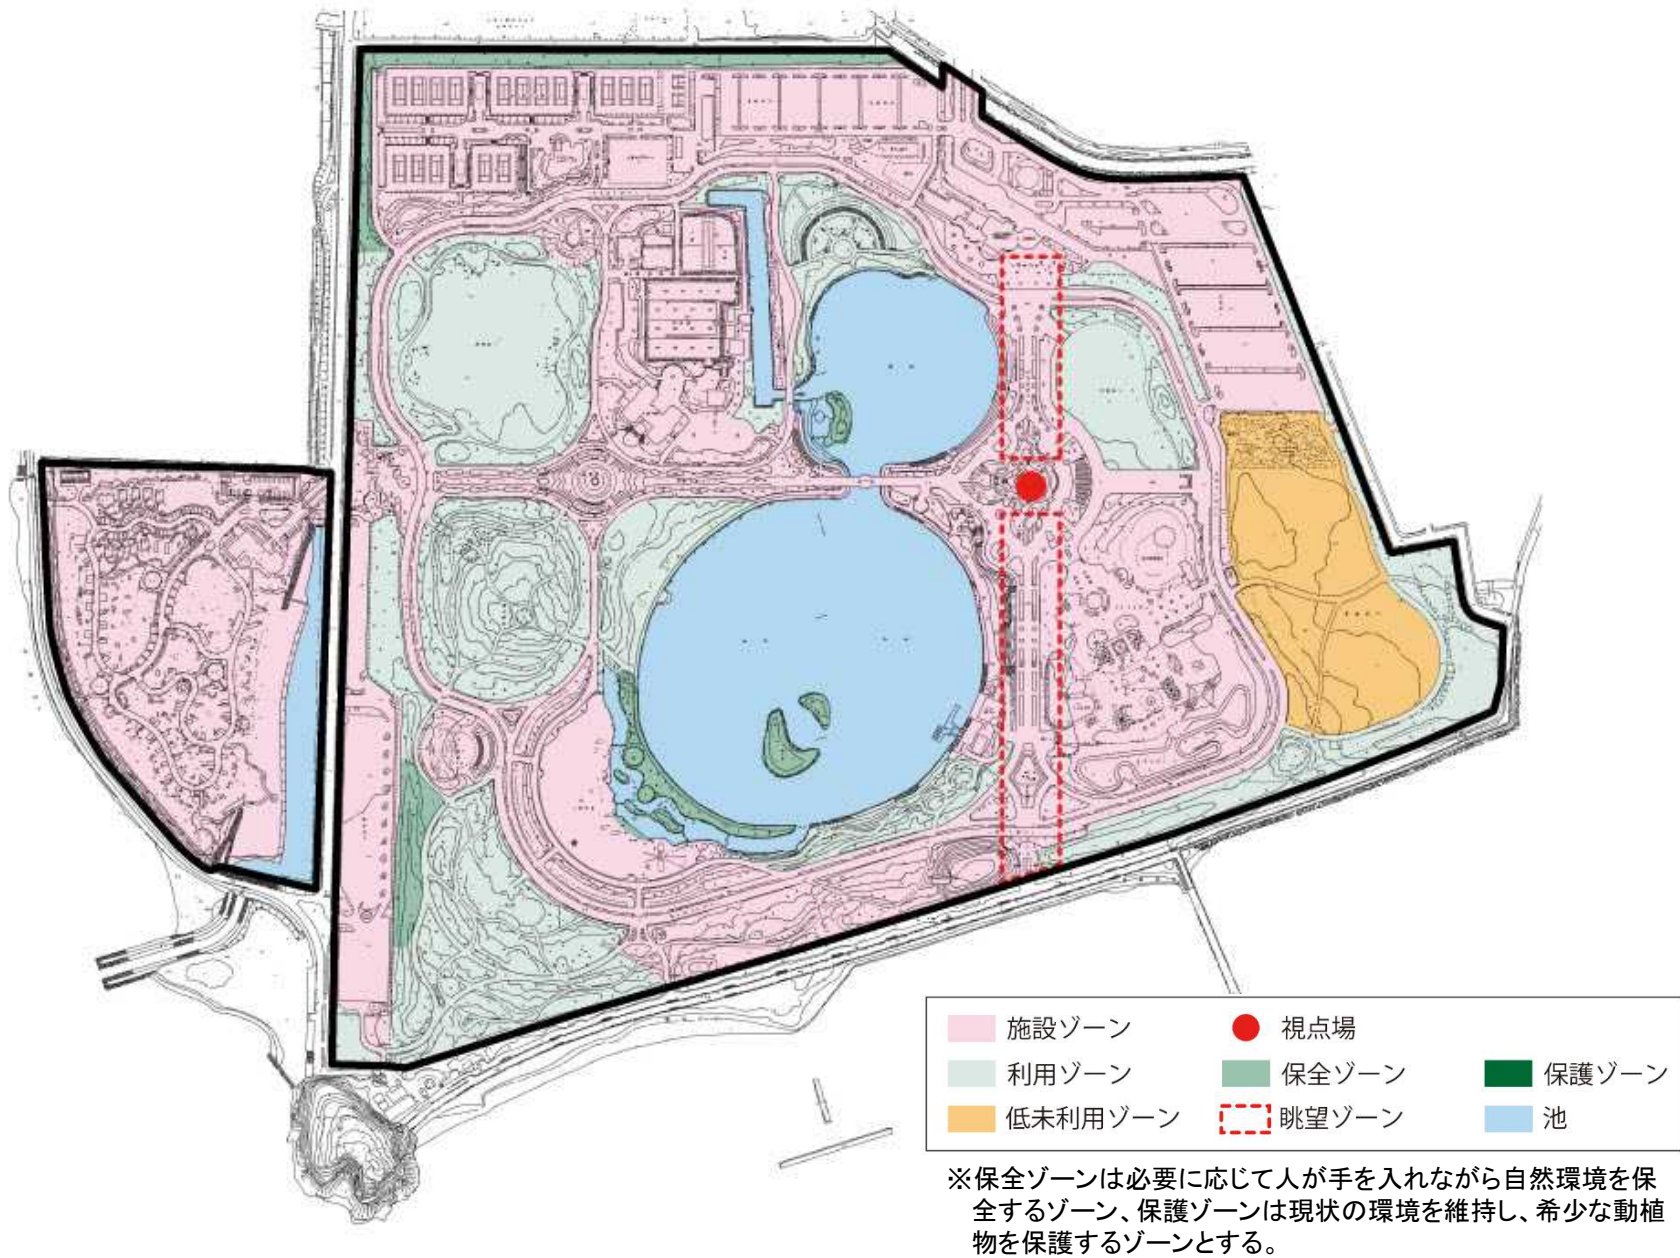 施設ゾーン
視点場
利用ゾーン
保全ゾーン
保護ゾーン
低未利用ゾーン
眺望ゾーン
池
※保全ゾーンは必要に応じて人が手を入れながら自然環境を保
全するゾーン、保護ゾーンは現状の環境を維持し、希少な動植
物を保護するゾーンとする。